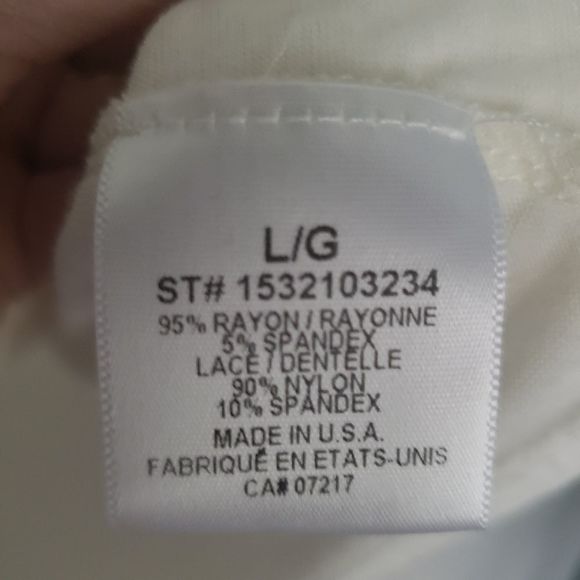 L/G
ST# 1532103234
95% RAYON / RAYONNE
5% SPANDEX
LACE / DENTELLE
90% NYLON
10% SPANDEX
MADE IN U.S.A.
FABRIQUÉ EN ETATS-UNIS
CA# 07217